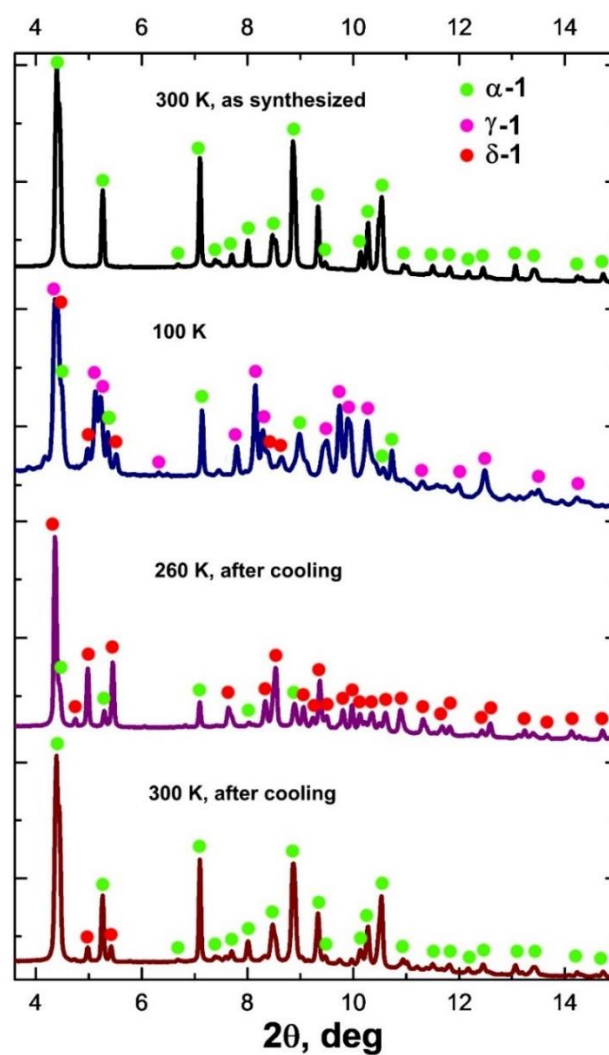 4 6 8 10 12 14
300 K, as synthesized
α-1
γ-1
δ-1
100 K
260 K, after cooling
300 K, after cooling
4 6 8 10 12 14
2θ, deg